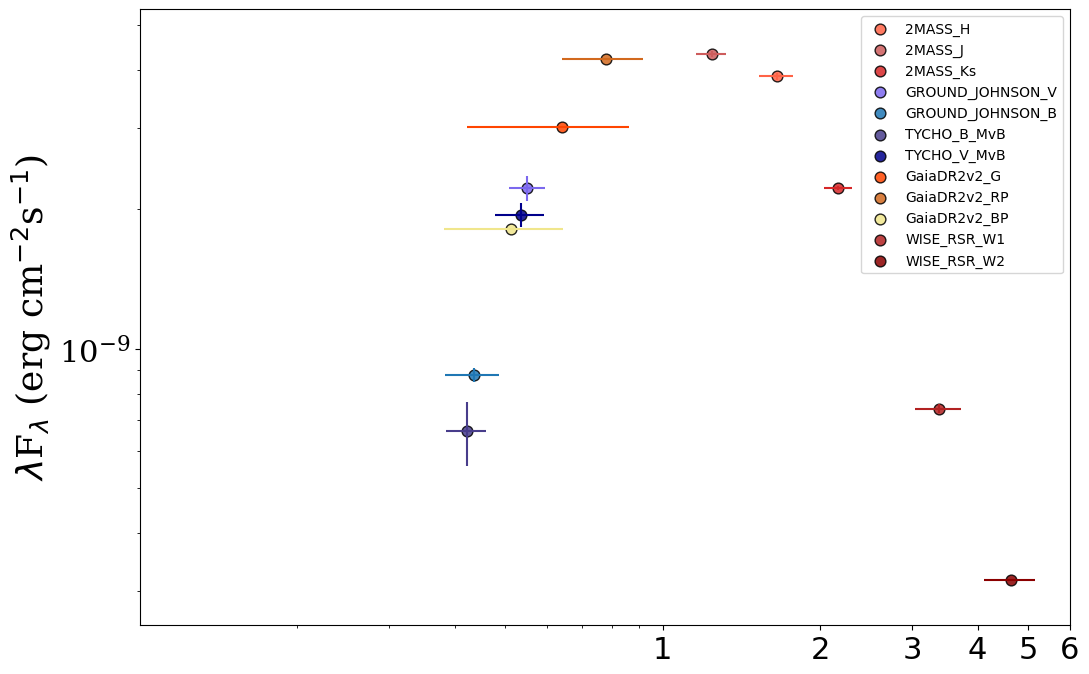 λF_λ (erg cm⁻²s⁻¹)
10⁻⁹
2MASS_H
2MASS_J
2MASS_Ks
GROUND_JOHNSON_V
GROUND_JOHNSON_B
TYCHO_B_MvB
TYCHO_V_MvB
GaiaDR2v2_G
GaiaDR2v2_RP
GaiaDR2v2_BP
WISE_RSR_W1
WISE_RSR_W2
1 2 3 4 5 6